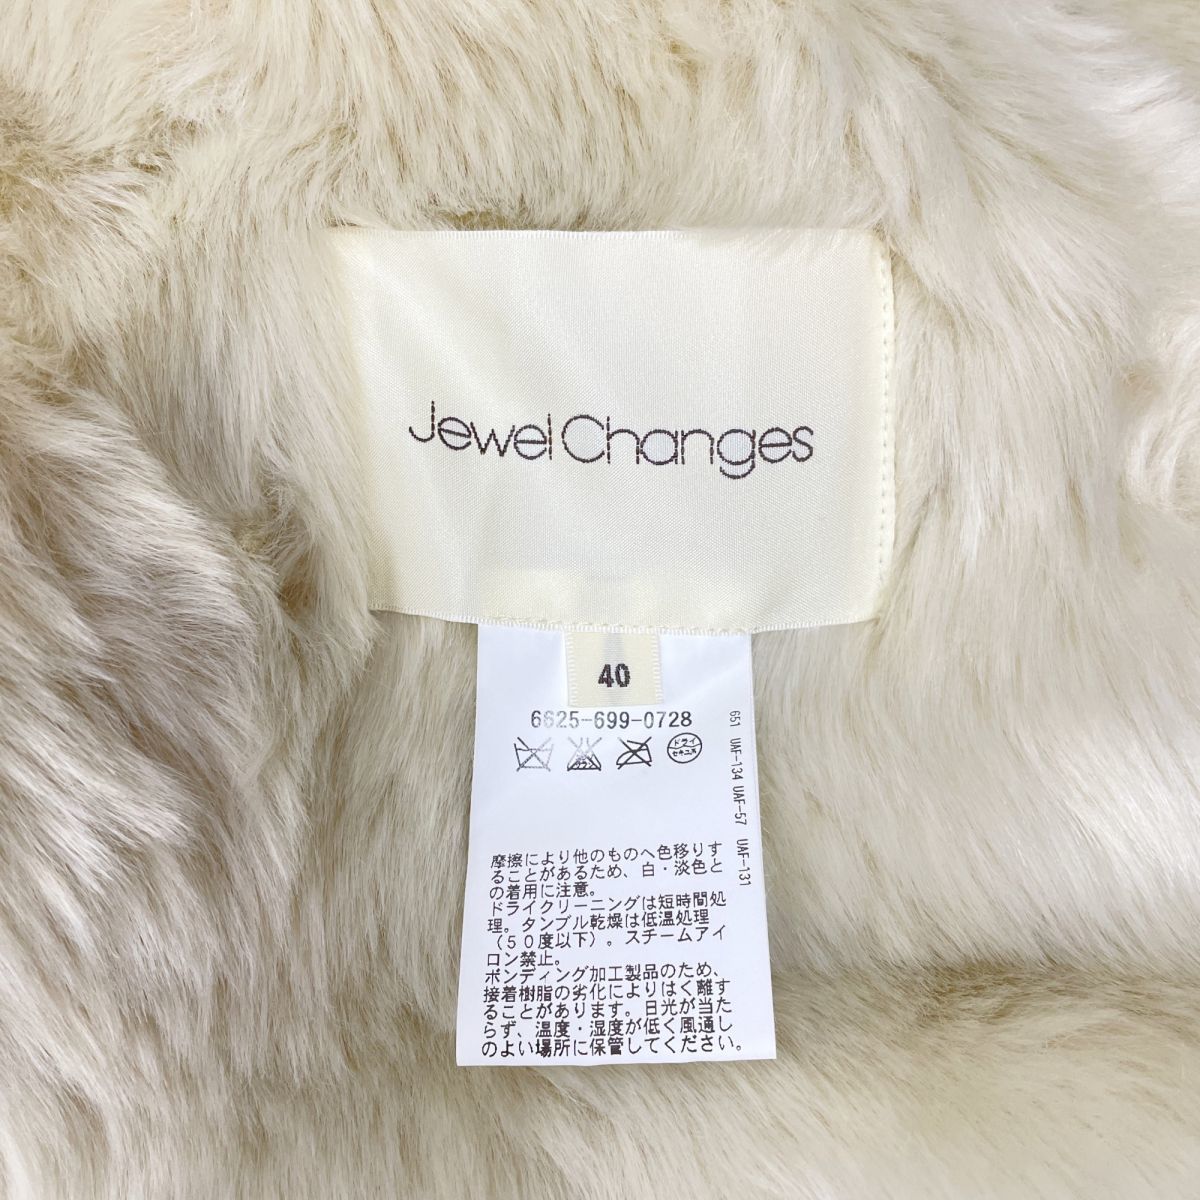 Jewel Changes
40
6625-699-0728
ドライ
セキユ系
651 UAF-134 UAF-57 UAF-131
摩擦により他のものへ色移りす
ることがあるため、白・淡色と
の着用に注意。
ドライクリーニングは短時間処
理。タンブル乾燥は低温処理
(50度以下)。スチームアイ
ロン禁止。
ボンディング加工製品のため、
接着樹脂の劣化によりはく離す
ることがあります。日光が当た
らず、温度・湿度が低く風通し
のよい場所に保管してください。